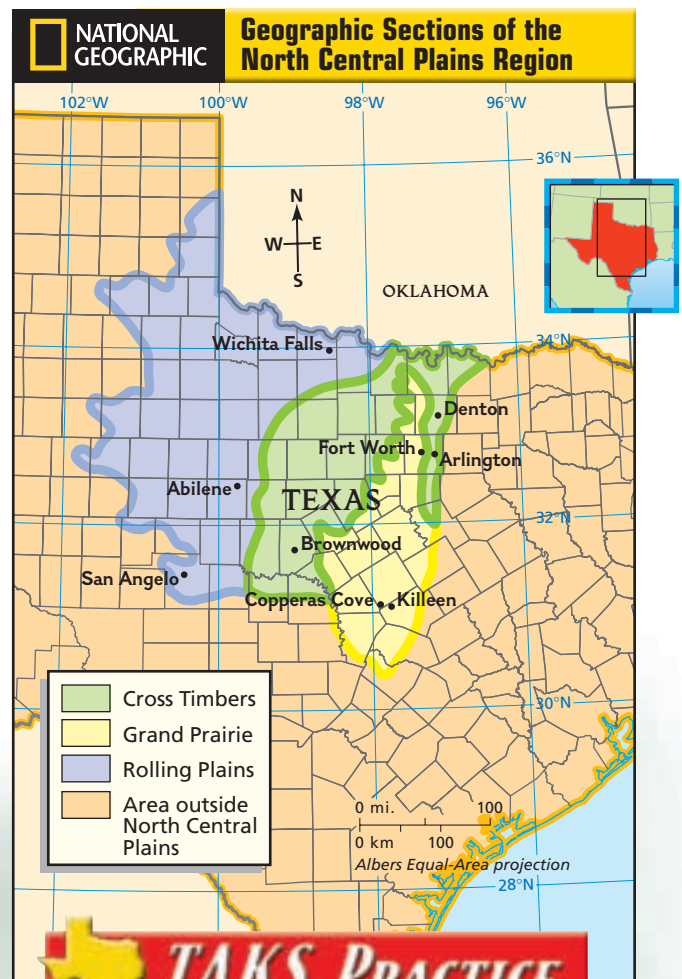 NATIONAL
GEOGRAPHIC
Geographic Sections of the
North Central Plains Region
102°W
100°W
98°W
96°W
36°N
N
W
E
S
OKLAHOMA
34°N
Wichita Falls
Denton
Fort Worth
Arlington
Abilene
TEXAS
32°N
Brownwood
San Angelo
Copperas Cove
Killeen
30°N
Cross Timbers
Grand Prairie
Rolling Plains
Area outside
North Central
Plains
0 mi.
100
0 km
100
Albers Equal-Area projection
28°N
TAKS PRACTICE